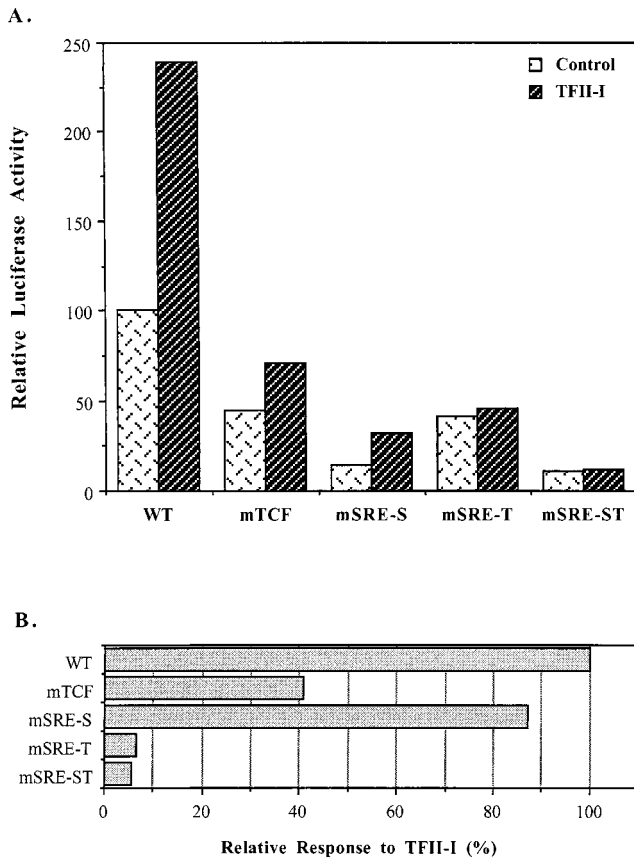 A.
250
200
150
100
50
0
Relative Luciferase Activity
Control
TFII-I
WT mTCF mSRE-S mSRE-T mSRE-ST
B.
WT
mTCF
mSRE-S
mSRE-T
mSRE-ST
0 20 40 60 80 100
Relative Response to TFII-I (%)